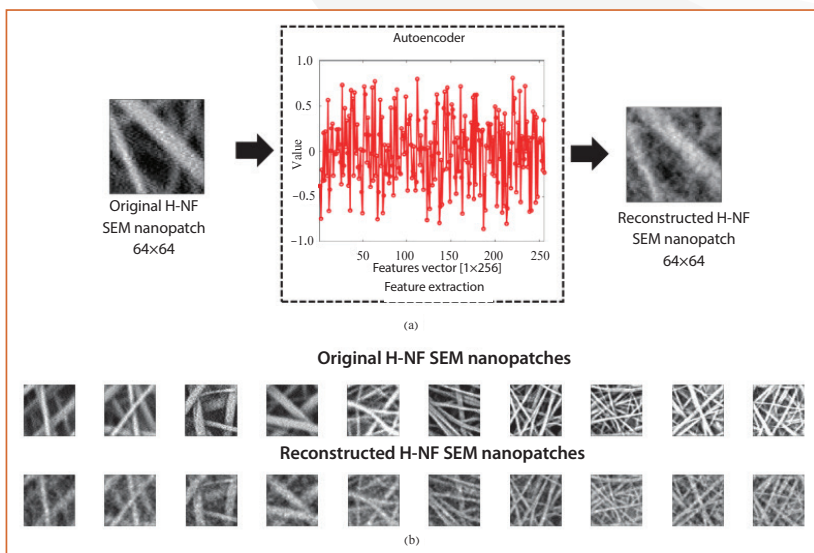 Autoencoder
1.0
0.5
0
−0.5
−1.0
Value
50
100
150
200
250
Features vector [1×256]
Feature extraction
Original H-NF
SEM nanopatch
64×64
Reconstructed H-NF
SEM nanopatch
64×64
(a)
Original H-NF SEM nanopatches
Reconstructed H-NF SEM nanopatches
(b)